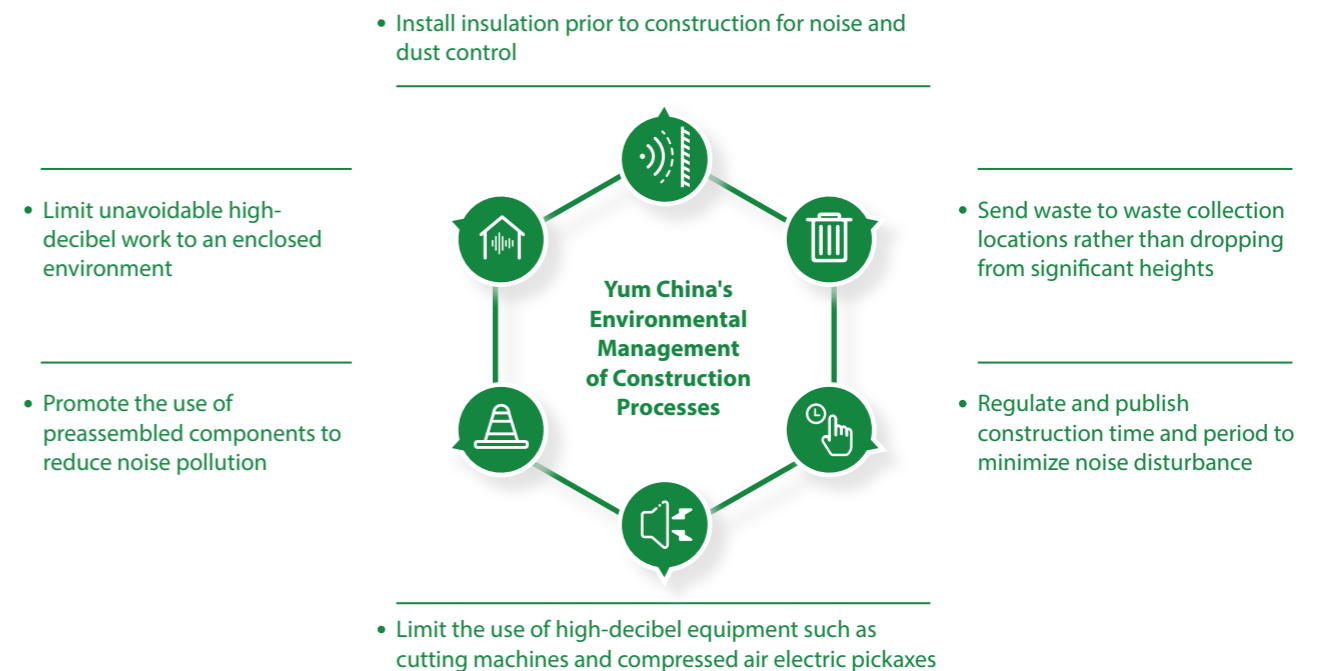 • Install insulation prior to construction for noise and
dust control
• Limit unavoidable high-
decibel work to an enclosed
environment
• Send waste to waste collection
locations rather than dropping
from significant heights
Yum China's
Environmental
Management
of Construction
Processes
• Promote the use of
preassembled components to
reduce noise pollution
• Regulate and publish
construction time and period to
minimize noise disturbance
• Limit the use of high-decibel equipment such as
cutting machines and compressed air electric pickaxes